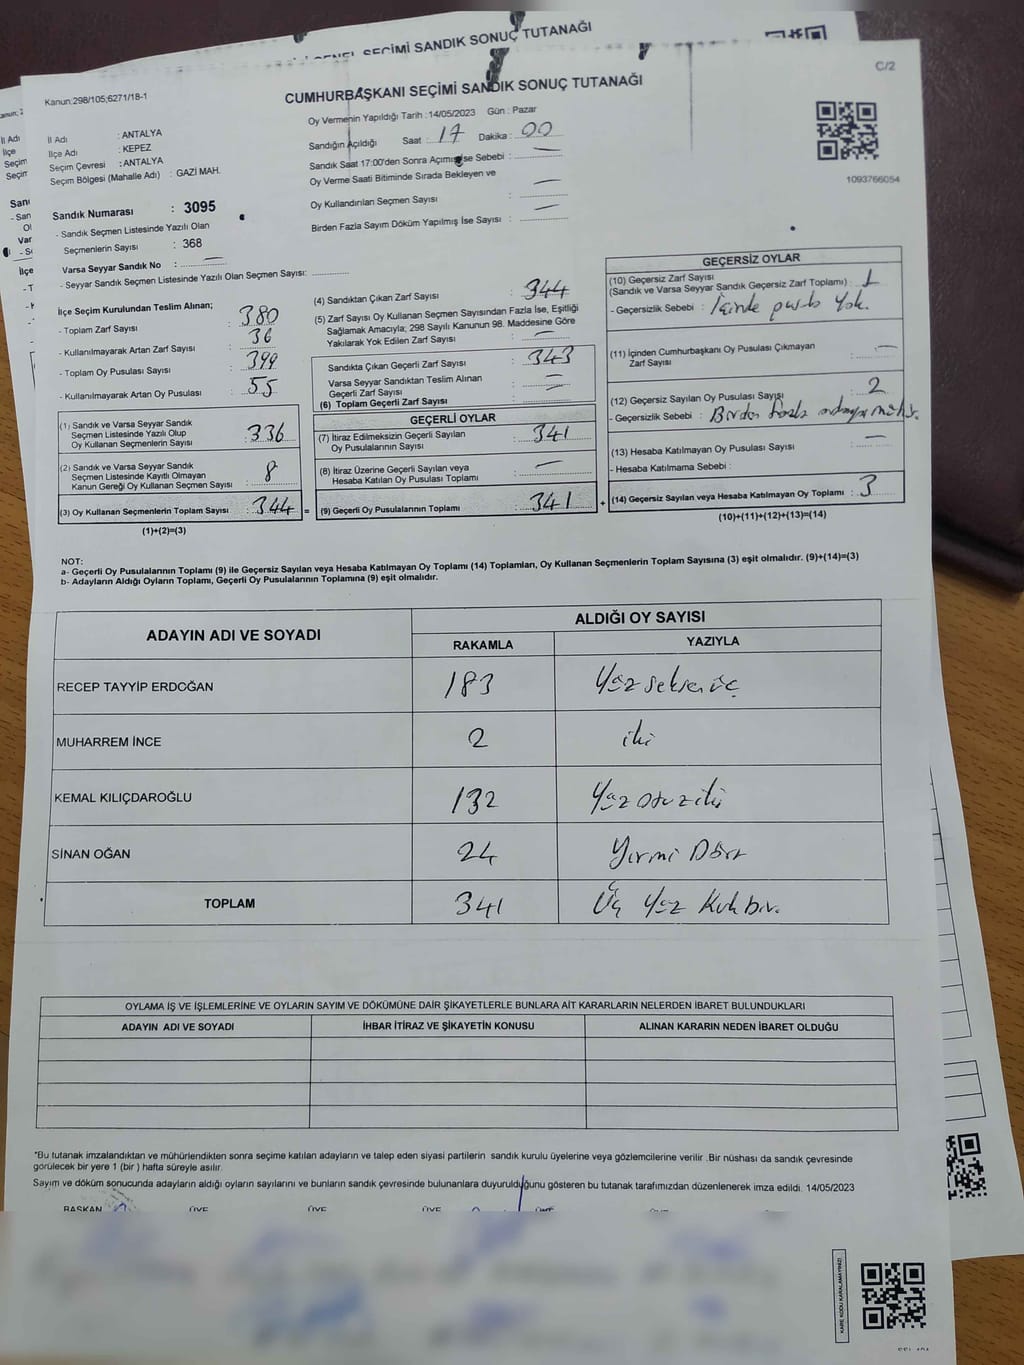 GENEL SEÇİMİ SANDIK SONUÇ TUTANAĞI
C/2
Kanun;298/105;6271/18-1
CUMHURBAŞKANI SEÇİMİ SANDIK SONUÇ TUTANAĞI
İl Adı : ANTALYA
İlçe Adı : KEPEZ
Seçim Çevresi : ANTALYA
Seçim Bölgesi (Mahalle Adı) : GAZİ MAH.
Oy Vermenin Yapıldığı Tarih : 14/05/2023 Gün : Pazar
Sandığın Açıldığı Saat : 17 Dakika : 00
Sandık Saat 17:00'den Sonra Açılmış İse Sebebi : —
Oy Verme Saati Bitiminde Sırada Bekleyen ve
Oy Kullandırılan Seçmen Sayısı : —
Birden Fazla Sayım Döküm Yapılmış İse Sayısı : —
1093766054
Sandık Numarası : 3095
- Sandık Seçmen Listesinde Yazılı Olan
Seçmenlerin Sayısı : 368
Varsa Seyyar Sandık No : —
- Seyyar Sandık Seçmen Listesinde Yazılı Olan Seçmen Sayısı:
İlçe Seçim Kurulundan Teslim Alınan;
- Toplam Zarf Sayısı : 380
- Kullanılmayarak Artan Zarf Sayısı : 36
- Toplam Oy Pusulası Sayısı : 399
- Kullanılmayarak Artan Oy Pusulası : 55
(1) Sandık ve Varsa Seyyar Sandık
Seçmen Listesinde Yazılı Olup
Oy Kullanan Seçmenlerin Sayısı : 336
(2) Sandık ve Varsa Seyyar Sandık
Seçmen Listesinde Kayıtlı Olmayan
Kanun Gereği Oy Kullanan Seçmen Sayısı : 8
(3) Oy Kullanan Seçmenlerin Toplam Sayısı : 344 =
(1)+(2)=(3)
(4) Sandıktan Çıkan Zarf Sayısı : 344
(5) Zarf Sayısı Oy Kullanan Seçmen Sayısından Fazla İse, Eşitliği
Sağlamak Amacıyla; 298 Sayılı Kanunun 98. Maddesine Göre
Yakılarak Yok Edilen Zarf Sayısı : —
Sandıkta Çıkan Geçerli Zarf Sayısı : 343
Varsa Seyyar Sandıktan Teslim Alınan
Geçerli Zarf Sayısı : —
(6) Toplam Geçerli Zarf Sayısı : —
GEÇERLİ OYLAR
(7) İtiraz Edilmeksizin Geçerli Sayılan
Oy Pusulalarının Sayısı : 341
(8) İtiraz Üzerine Geçerli Sayılan veya
Hesaba Katılan Oy Pusulası Toplamı : —
(9) Geçerli Oy Pusulalarının Toplamı : 341 +
GEÇERSİZ OYLAR
(10) Geçersiz Zarf Sayısı
(Sandık ve Varsa Seyyar Sandık Geçersiz Zarf Toplamı) : 1
- Geçersizlik Sebebi : İçinde pusula Yok.
(11) İçinden Cumhurbaşkanı Oy Pusulası Çıkmayan
Zarf Sayısı : —
(12) Geçersiz Sayılan Oy Pusulası Sayısı : 2
- Geçersizlik Sebebi : Birden fazla adaya mühür.
(13) Hesaba Katılmayan Oy Pusulası Sayısı : —
- Hesaba Katılmama Sebebi :
(14) Geçersiz Sayılan veya Hesaba Katılmayan Oy Toplamı : 3
(10)+(11)+(12)+(13)=(14)
NOT:
a- Geçerli Oy Pusulalarının Toplamı (9) ile Geçersiz Sayılan veya Hesaba Katılmayan Oy Toplamı (14) Toplamları, Oy Kullanan Seçmenlerin Toplam Sayısına (3) eşit olmalıdır. (9)+(14)=(3)
b- Adayların Aldığı Oyların Toplamı, Geçerli Oy Pusulalarının Toplamına (9) eşit olmalıdır.
ADAYIN ADI VE SOYADI
ALDIĞI OY SAYISI
RAKAMLA YAZIYLA
RECEP TAYYİP ERDOĞAN 183 Yüz seksen üç
MUHARREM İNCE 2 iki
KEMAL KILIÇDAROĞLU 132 Yüz otuz iki
SİNAN OĞAN 24 Yirmi Dört
TOPLAM 341 Üç Yüz Kırk bir.
OYLAMA İŞ VE İŞLEMLERİNE VE OYLARIN SAYIM VE DÖKÜMÜNE DAİR ŞİKAYETLERLE BUNLARA AİT KARARLARIN NELERDEN İBARET BULUNDUKLARI
ADAYIN ADI VE SOYADI İHBAR İTİRAZ VE ŞİKAYETİN KONUSU ALINAN KARARIN NEDEN İBARET OLDUĞU
*Bu tutanak imzalandıktan ve mühürlendikten sonra seçime katılan adayların ve talep eden siyasi partilerin sandık kurulu üyelerine veya gözlemcilerine verilir .Bir nüshası da sandık çevresinde
görülecek bir yere 1 (bir ) hafta süreyle asılır.
Sayım ve döküm sonucunda adayların aldığı oyların sayılarını ve bunların sandık çevresinde bulunanlara duyurulduğunu gösteren bu tutanak tarafımızdan düzenlenerek imza edildi. 14/05/2023
BAŞKAN ÜYE ÜYE ÜYE ÜYE
KARE KODU KARALAMAYINIZ!